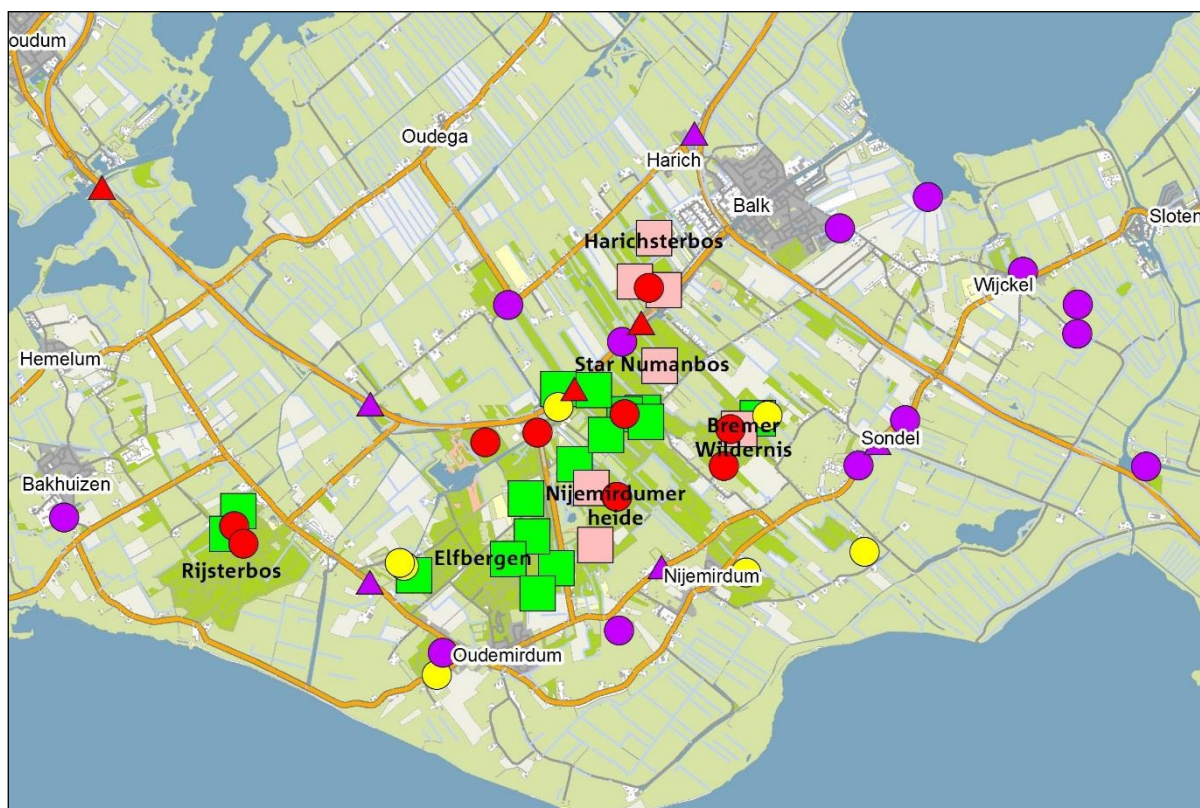 oudum
Oudega
Harich
Balk
Sloten
Harichsterbos
Wijckel
Hemelum
Star Numanbos
Bremer
Wildernis
Sondel
Bakhuizen
Nijemirdumer
heide
Elfbergen
Rijsterbos
Nijemirdum
Oudemirdum